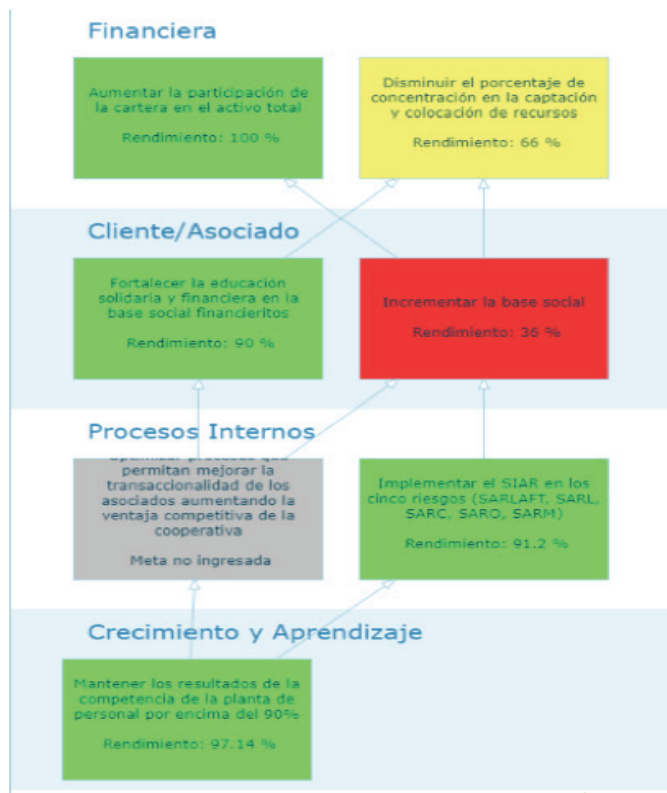 Financiera
Aumentar la participación de
la cartera en el activo total
Rendimiento: 100 %
Disminuir el porcentaje de
concentración en la captación
y colocación de recursos
Rendimiento: 66 %
Cliente/Asociado
Fortalecer la educación
solidaria y financiera en la
base social financieritos
Rendimiento: 90 %
Incrementar la base social
Rendimiento: 36 %
Procesos Internos
procesos que
permitan mejorar la
transaccionalidad de los
asociados aumentando la
ventaja competitiva de la
cooperativa
Meta no ingresada
Implementar el SIAR en los
cinco riesgos (SARLAFT, SARL,
SARC, SARO, SARM)
Rendimiento: 91.2 %
Crecimiento y Aprendizaje
Mantener los resultados de la
competencia de la planta de
personal por encima del 90%
Rendimiento: 97.14 %